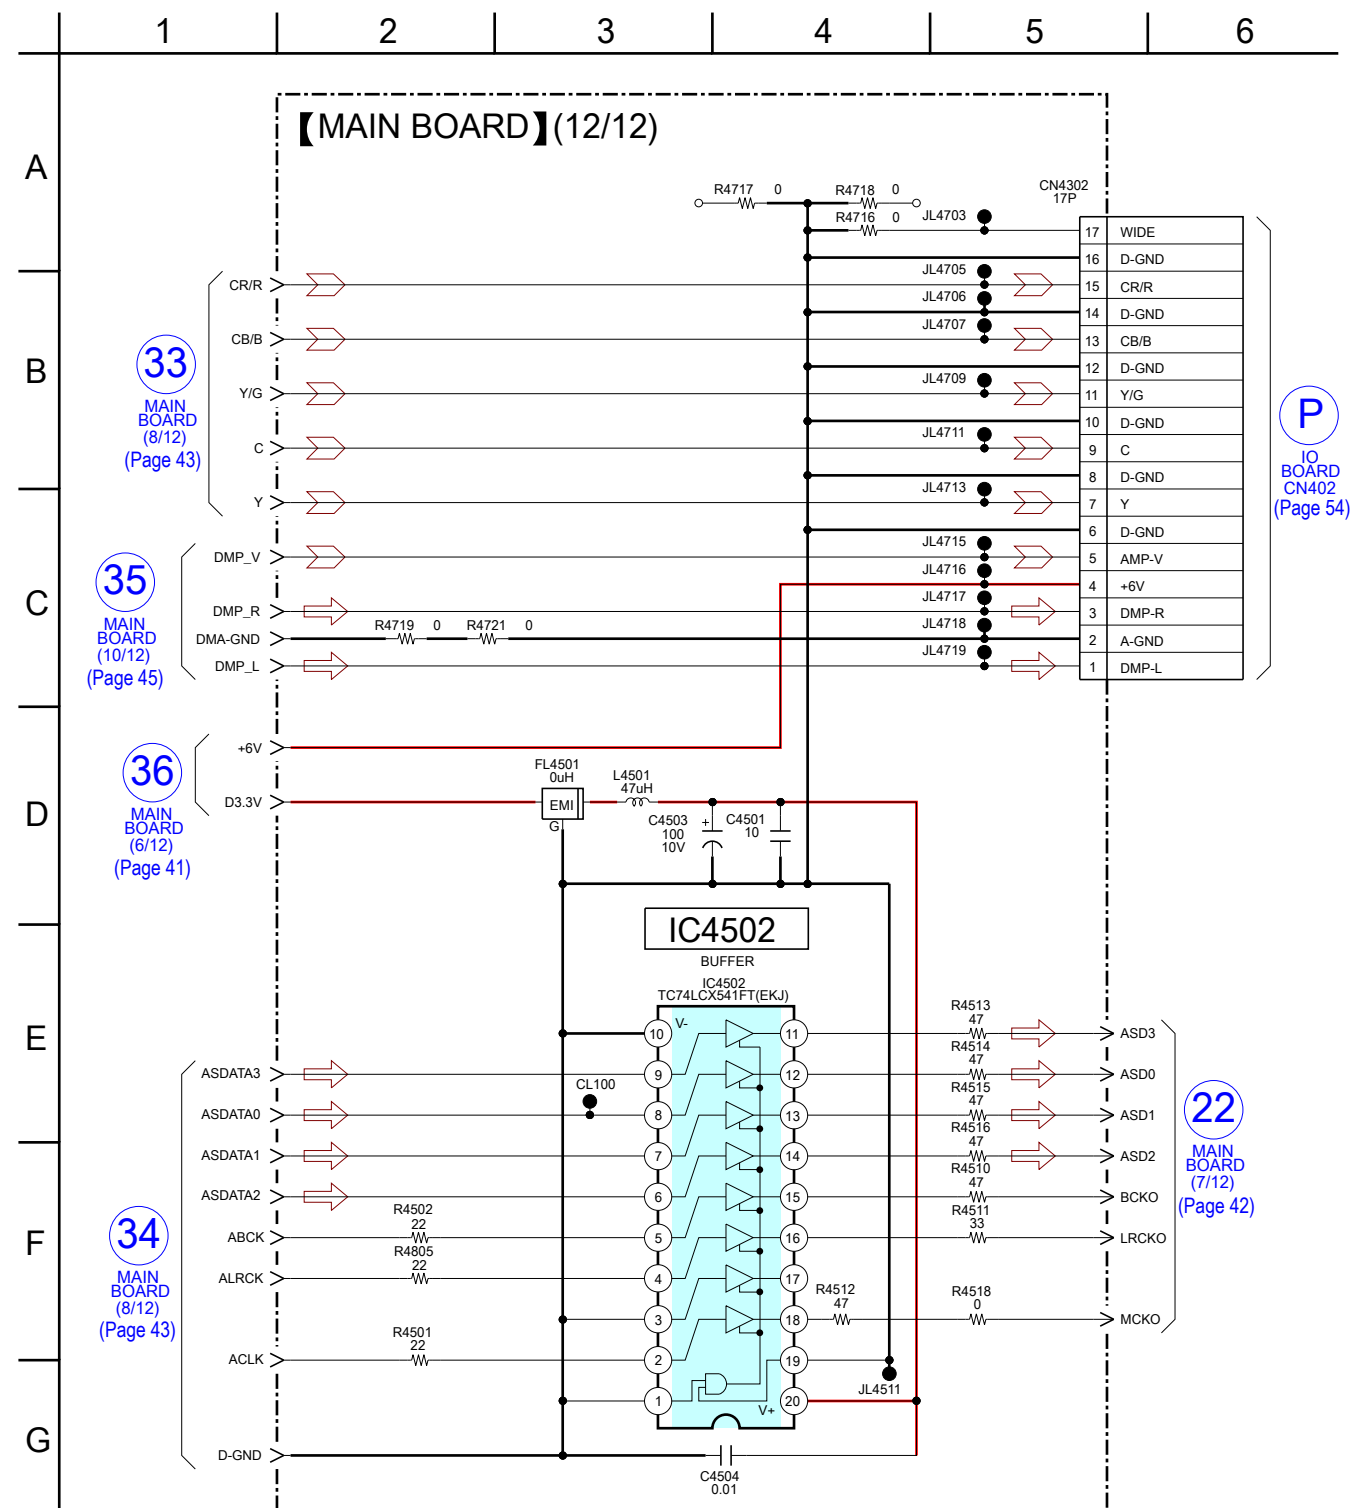 1 2 3 4 5 6
【MAIN BOARD】(12/12)
A
R4717 0
R4718 0
R4716 0
JL4703
CN4302
17P
17 WIDE
16 D-GND
CR/R
JL4705
15 CR/R
JL4706
14 D-GND
JL4707
CB/B
13 CB/B
12 D-GND
B
33
MAIN
BOARD
(8/12)
(Page 43)
Y/G
JL4709
11 Y/G
10 D-GND
C
JL4711
9 C
8 D-GND
P
IO
BOARD
CN402
(Page 54)
Y
JL4713
7 Y
6 D-GND
DMP_V
JL4715
5 AMP-V
JL4716
4 +6V
C
35
MAIN
BOARD
(10/12)
(Page 45)
DMP_R
JL4717
3 DMP-R
DMA-GND
R4719 0
R4721 0
JL4718
2 A-GND
DMP_L
JL4719
1 DMP-L
+6V
36
MAIN
BOARD
(6/12)
(Page 41)
D3.3V
FL4501
0uH
EMI
G
L4501
47uH
D
C4503
100
10V
+
C4501
10
IC4502
BUFFER
IC4502
TC74LCX541FT(EKJ)
E
10 V- 11
R4513
47
ASD3
ASDATA3
9 12
R4514
47
ASD0
ASDATA0
CL100
8 13
R4515
47
ASD1
22
MAIN
BOARD
(7/12)
(Page 42)
ASDATA1
7 14
R4516
47
ASD2
ASDATA2
6 15
R4510
47
BCKO
F
34
MAIN
BOARD
(8/12)
(Page 43)
ABCK
R4502
22
5 16
R4511
33
LRCKO
ALRCK
R4805
22
4 17
3 18
R4512
47
R4518
0
MCKO
ACLK
R4501
22
2 19
JL4511
1 V+ 20
G
D-GND
C4504
0.01